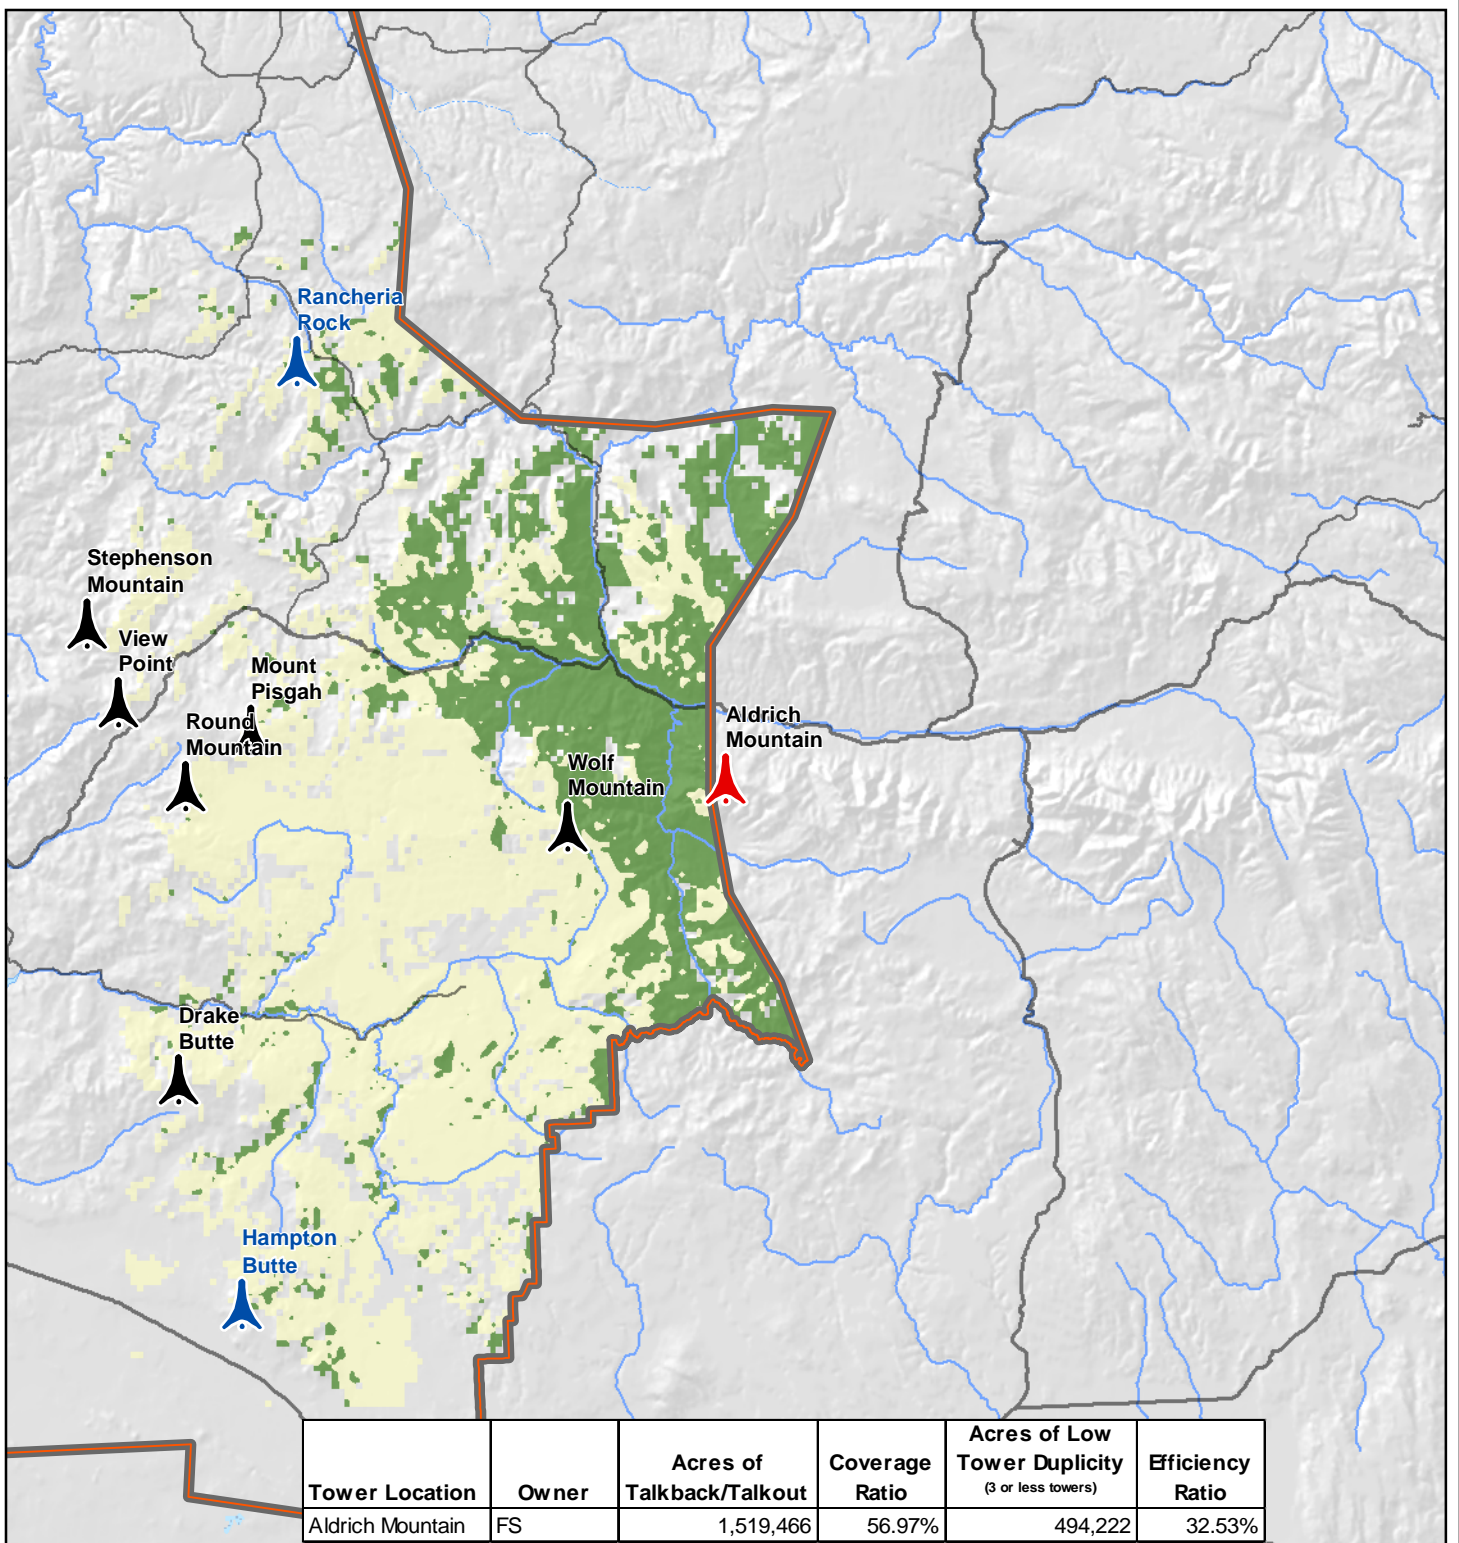 Rancheria
Rock
Stephenson
Mountain
View
Point
Mount
Pisgah
Round
Mountain
Aldrich
Mountain
Wolf
Mountain
Drake
Butte
Hampton
Butte
Tower Location
Owner
Acres of
Talkback/Talkout
Coverage
Ratio
Acres of Low
Tower Duplicity
(3 or less towers)
Efficiency
Ratio
Aldrich Mountain FS 1,519,466 56.97% 494,222 32.53%